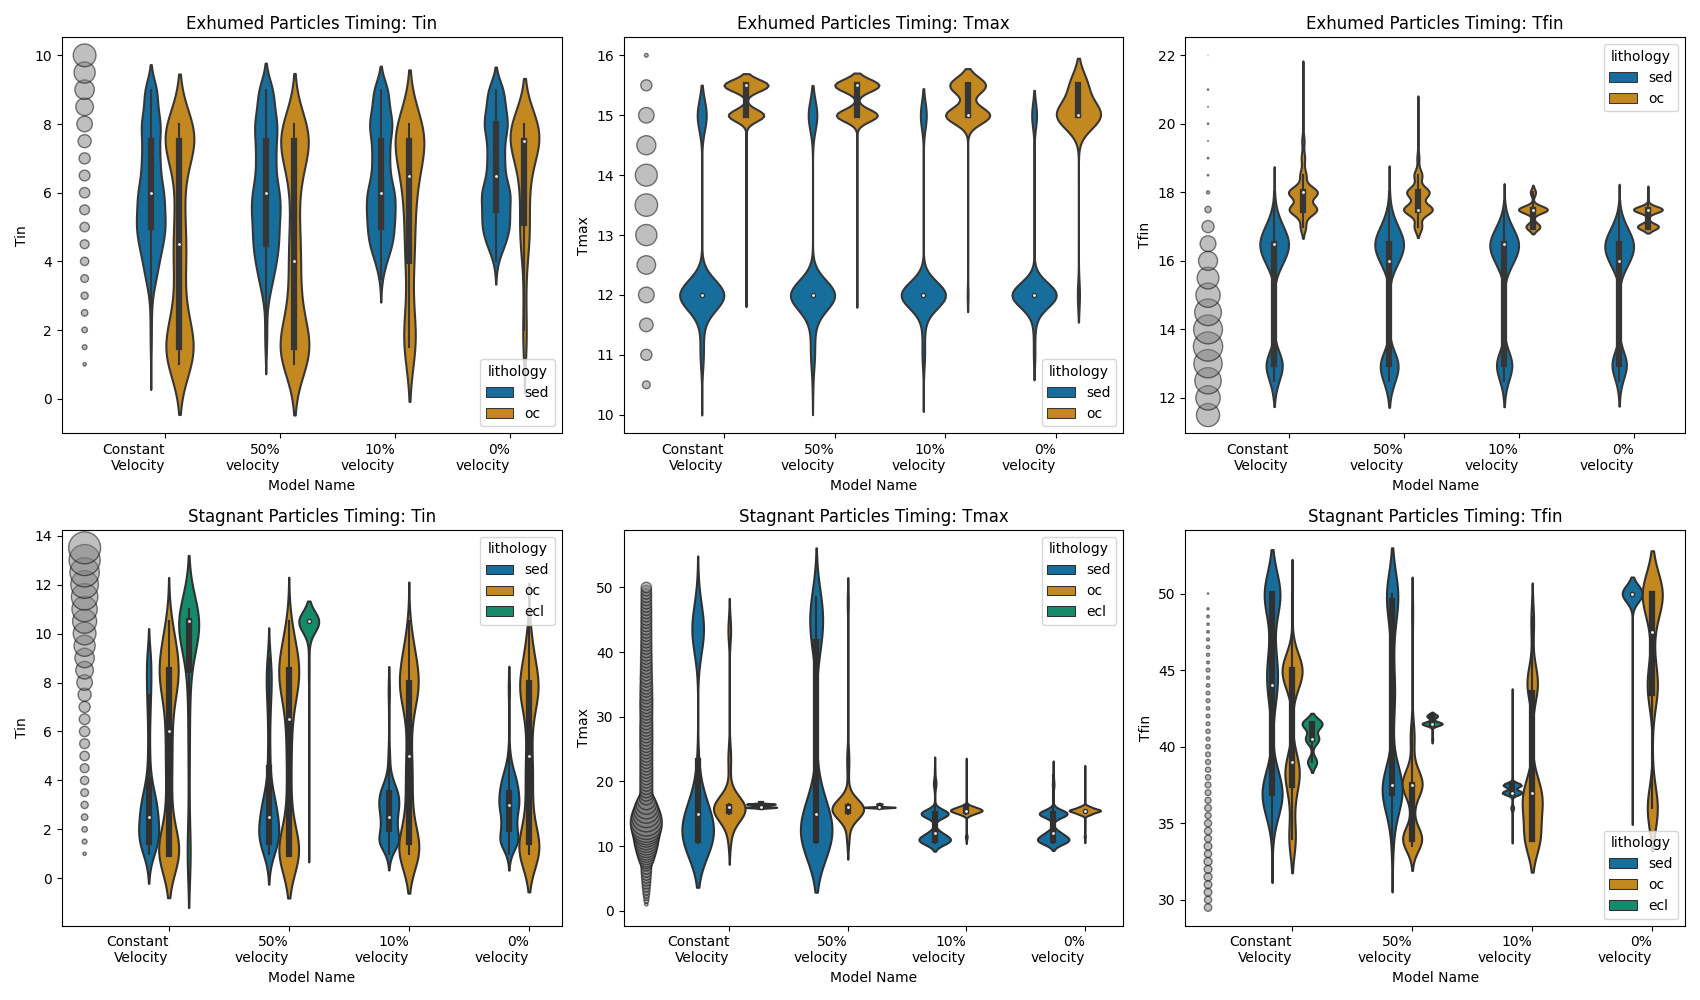 Exhumed Particles Timing: Tin
Tin
10
8
6
4
2
0
lithology
sed
oc
Constant
Velocity
50%
velocity
10%
velocity
0%
velocity
Model Name
Exhumed Particles Timing: Tmax
Tmax
16
15
14
13
12
11
10
lithology
sed
oc
Constant
Velocity
50%
velocity
10%
velocity
0%
velocity
Model Name
Exhumed Particles Timing: Tfin
Tfin
22
20
18
16
14
12
lithology
sed
oc
Constant
Velocity
50%
velocity
10%
velocity
0%
velocity
Model Name
Stagnant Particles Timing: Tin
Tin
14
12
10
8
6
4
2
0
lithology
sed
oc
ecl
Constant
Velocity
50%
velocity
10%
velocity
0%
velocity
Model Name
Stagnant Particles Timing: Tmax
Tmax
50
40
30
20
10
0
lithology
sed
oc
ecl
Constant
Velocity
50%
velocity
10%
velocity
0%
velocity
Model Name
Stagnant Particles Timing: Tfin
Tfin
50
45
40
35
30
lithology
sed
oc
ecl
Constant
Velocity
50%
velocity
10%
velocity
0%
velocity
Model Name